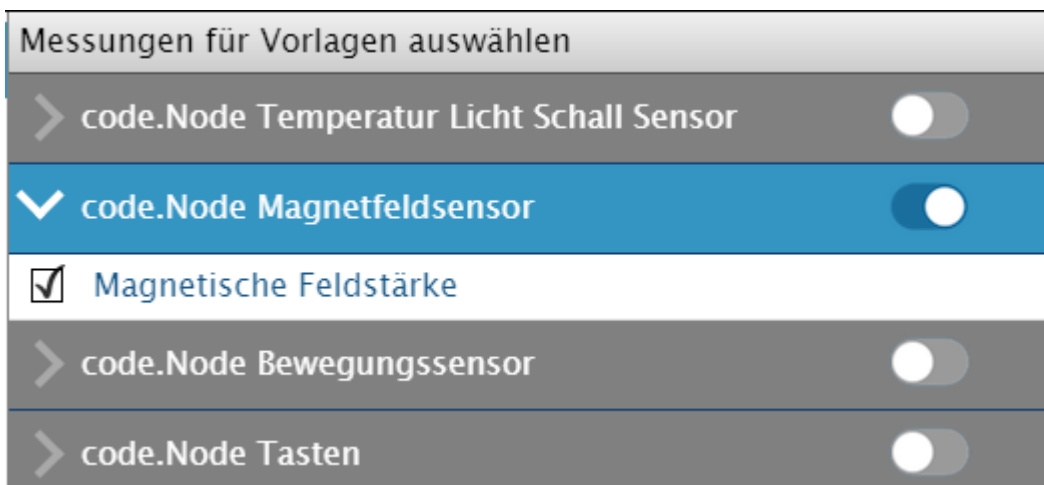 Messungen für Vorlagen auswählen
code.Node Temperatur Licht Schall Sensor
code.Node Magnetfeldsensor
Magnetische Feldstärke
code.Node Bewegungssensor
code.Node Tasten